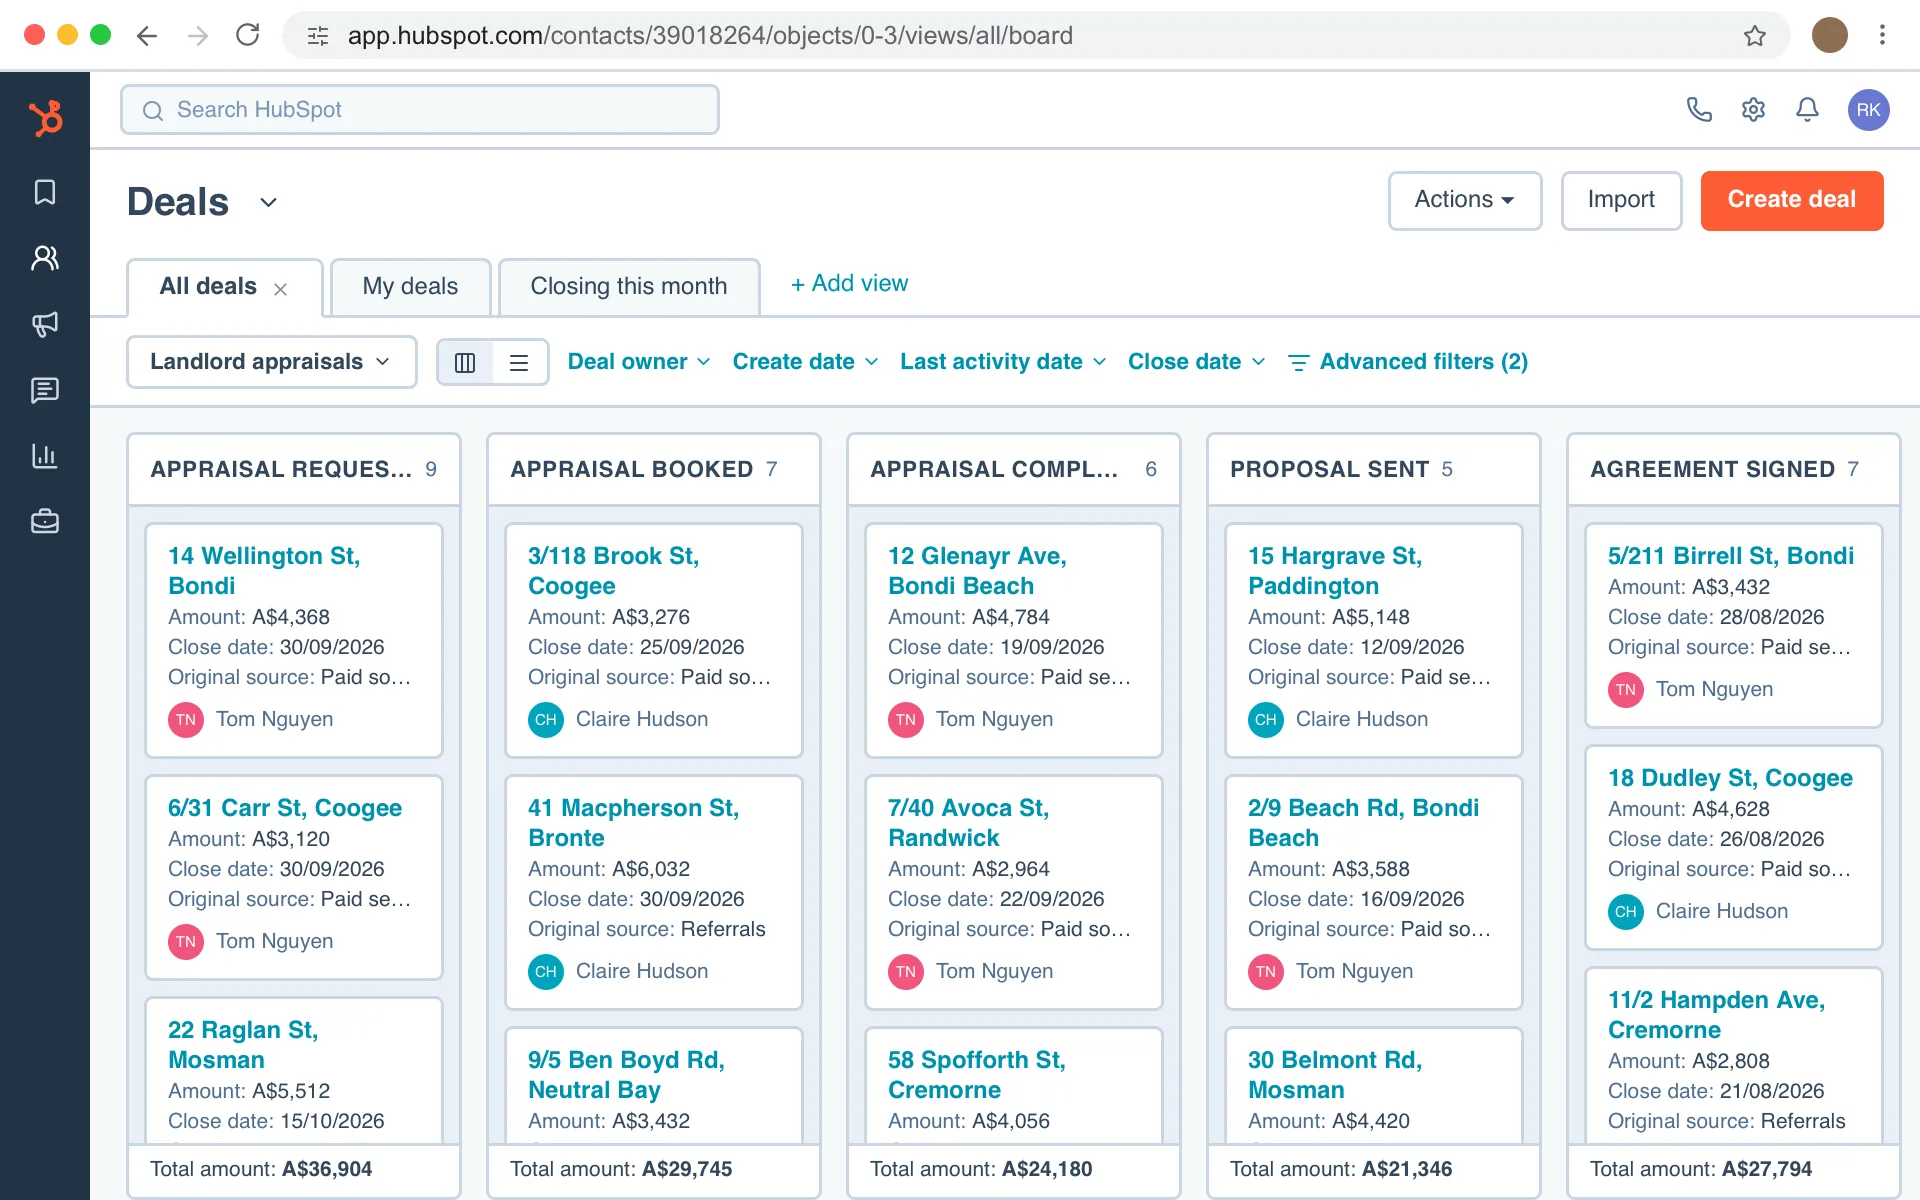 app.hubspot.com/contacts/39018264/objects/0-3/views/all/board
Search HubSpot
RK
Deals
Actions
Import
Create deal
All deals
My deals
Closing this month
+ Add view
Landlord appraisals
Deal owner
Create date
Last activity date
Close date
Advanced filters (2)
APPRAISAL REQUES... 9
14 Wellington St,
Bondi
Amount: A$4,368
Close date: 30/09/2026
Original source: Paid so...
TN Tom Nguyen
6/31 Carr St, Coogee
Amount: A$3,120
Close date: 30/09/2026
Original source: Paid se...
TN Tom Nguyen
22 Raglan St,
Mosman
Amount: A$5,512
Close date: 15/10/2026
Total amount: A$36,904
APPRAISAL BOOKED 7
3/118 Brook St,
Coogee
Amount: A$3,276
Close date: 25/09/2026
Original source: Paid so...
CH Claire Hudson
41 Macpherson St,
Bronte
Amount: A$6,032
Close date: 30/09/2026
Original source: Referrals
CH Claire Hudson
9/5 Ben Boyd Rd,
Neutral Bay
Amount: A$3,432
Total amount: A$29,745
APPRAISAL COMPL... 6
12 Glenayr Ave,
Bondi Beach
Amount: A$4,784
Close date: 19/09/2026
Original source: Paid se...
TN Tom Nguyen
7/40 Avoca St,
Randwick
Amount: A$2,964
Close date: 22/09/2026
Original source: Paid so...
TN Tom Nguyen
58 Spofforth St,
Cremorne
Amount: A$4,056
Total amount: A$24,180
PROPOSAL SENT 5
15 Hargrave St,
Paddington
Amount: A$5,148
Close date: 12/09/2026
Original source: Paid se...
CH Claire Hudson
2/9 Beach Rd, Bondi
Beach
Amount: A$3,588
Close date: 16/09/2026
Original source: Paid so...
TN Tom Nguyen
30 Belmont Rd,
Mosman
Amount: A$4,420
Total amount: A$21,346
AGREEMENT SIGNED 7
5/211 Birrell St, Bondi
Amount: A$3,432
Close date: 28/08/2026
Original source: Paid se...
TN Tom Nguyen
18 Dudley St, Coogee
Amount: A$4,628
Close date: 26/08/2026
Original source: Paid so...
CH Claire Hudson
11/2 Hampden Ave,
Cremorne
Amount: A$2,808
Close date: 21/08/2026
Original source: Referrals
Total amount: A$27,794